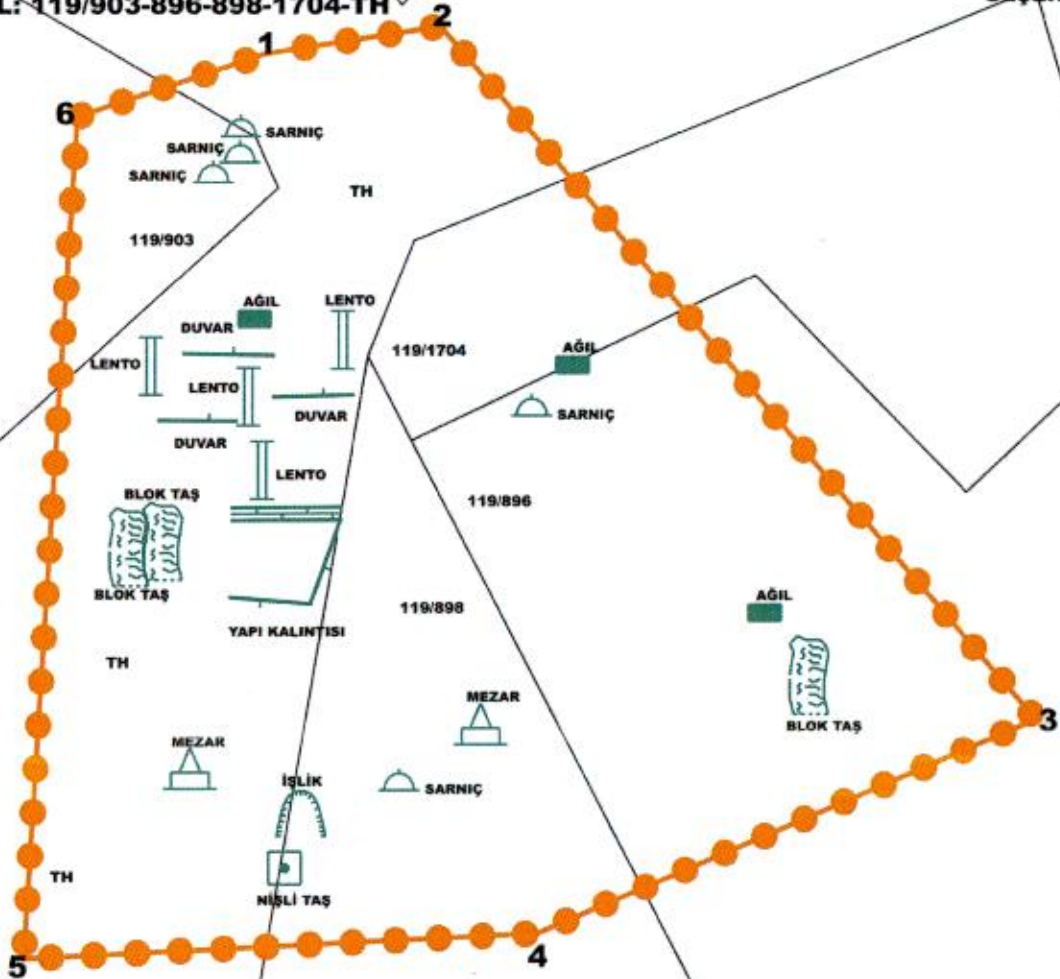 L: 119/903-896-898-1704-TH
2
1
6
SARNIÇ
SARNIÇ
SARNIÇ
TH
119/903
AĞIL
LENTO
DUVAR
119/1704
AĞIL
LENTO
LENTO
DUVAR
SARNIÇ
DUVAR
LENTO
BLOK TAŞ
119/896
BLOK TAŞ
AĞIL
119/898
YAPI KALINTISI
TH
MEZAR
3
BLOK TAŞ
MEZAR
İŞLİK
SARNIÇ
TH
NİŞLİ TAŞ
4
5